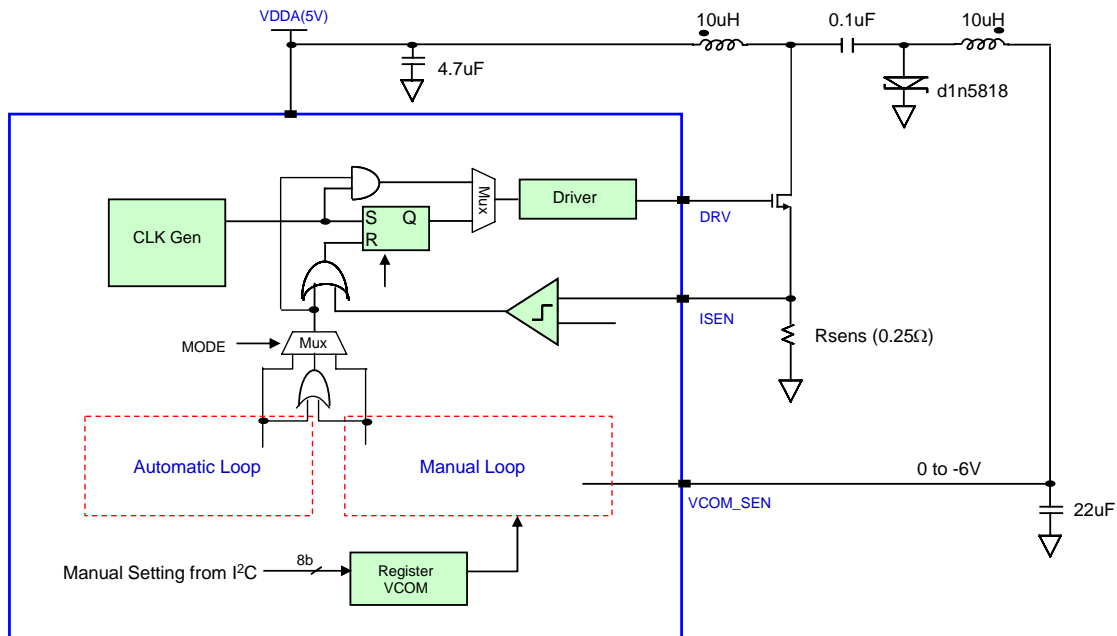 VDDA(5V)
10uH
0.1uF
10uH
4.7uF
d1n5818
CLK Gen
S Q
R
Mux
Driver
DRV
ISEN
Rsens (0.25Ω)
MODE
Mux
Automatic Loop
Manual Loop
0 to -6V
VCOM_SEN
22uF
Manual Setting from I²C
8b
Register
VCOM